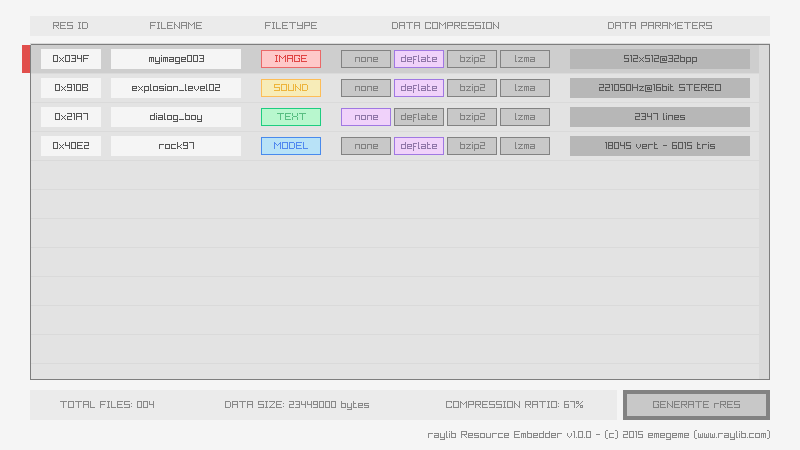 RES ID FILENAME FILETYPE DATA COMPRESSION DATA PARAMETERS
0x034F myimage003 IMAGE none deflate bzip2 lzma 512x512@32bpp
0x910B explosion_level02 SOUND none deflate bzip2 lzma 221050Hz@16bit STEREO
0x21A7 dialog_boy TEXT none deflate bzip2 lzma 2347 lines
0x40E2 rock97 MODEL none deflate bzip2 lzma 18045 vert - 6015 tris
TOTAL FILES: 004 DATA SIZE: 23449000 bytes COMPRESSION RATIO: 67% GENERATE rRES
raylib Resource Embedder v1.0.0 - (c) 2015 emegeme (www.raylib.com)